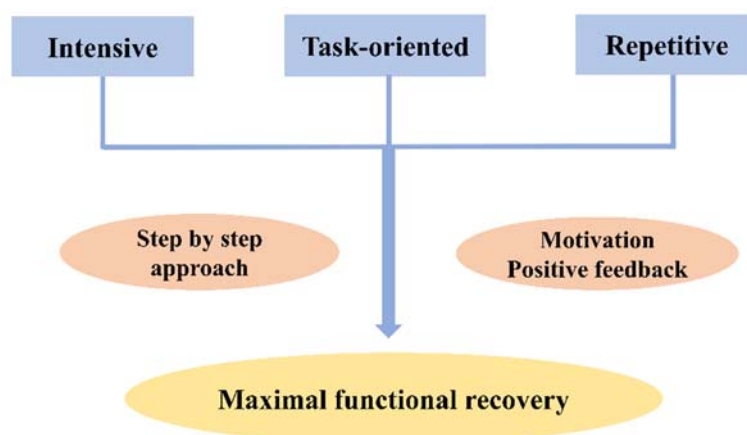 Intensive
Task-oriented
Repetitive
Step by step
approach
Motivation
Positive feedback
Maximal functional recovery